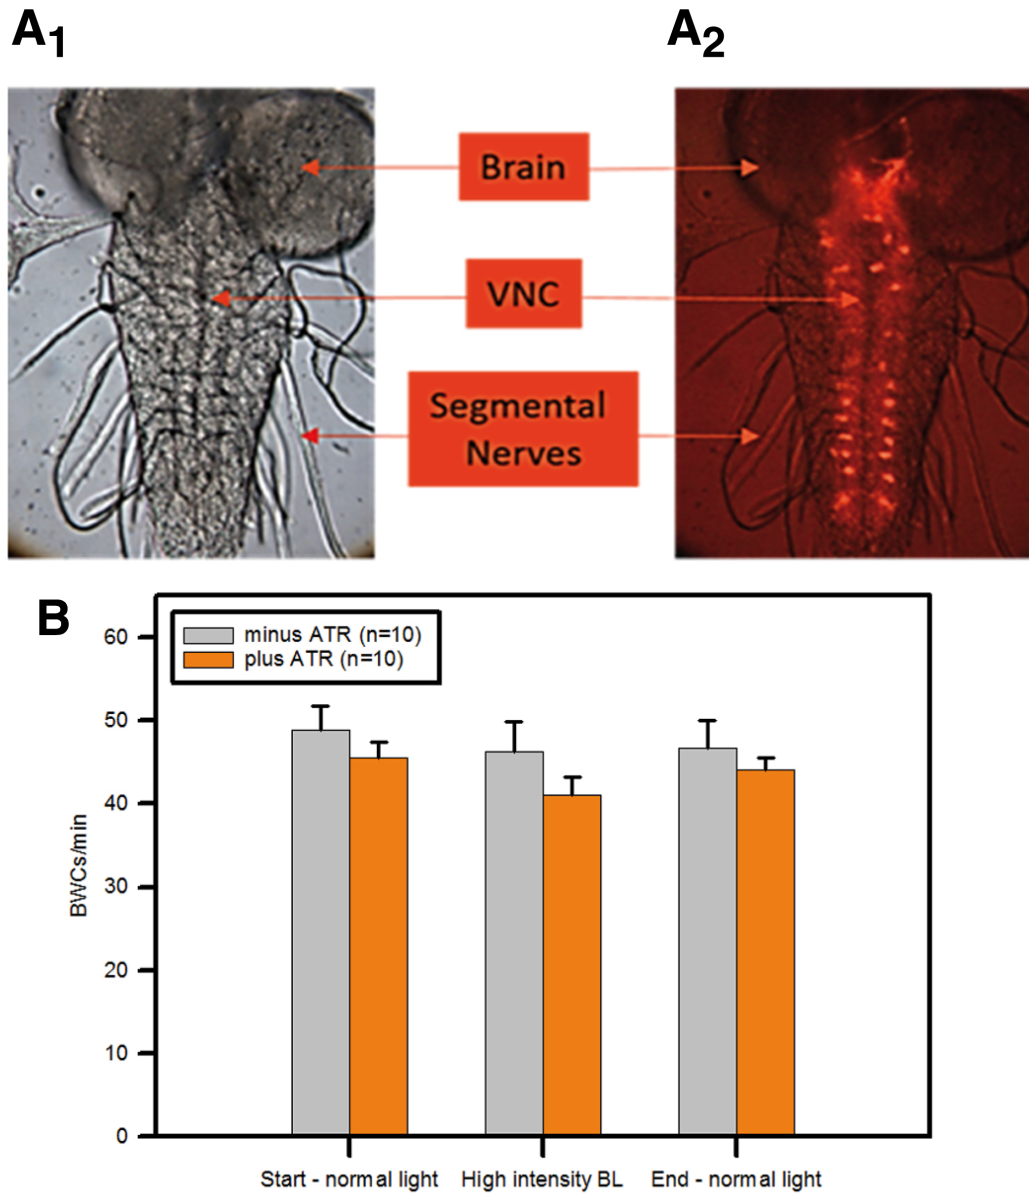 A1
A2
Brain
VNC
Segmental
Nerves
B
minus ATR (n=10)
plus ATR (n=10)
60
50
40
30
20
10
0
BWCs/min
Start - normal light
High intensity BL
End - normal light